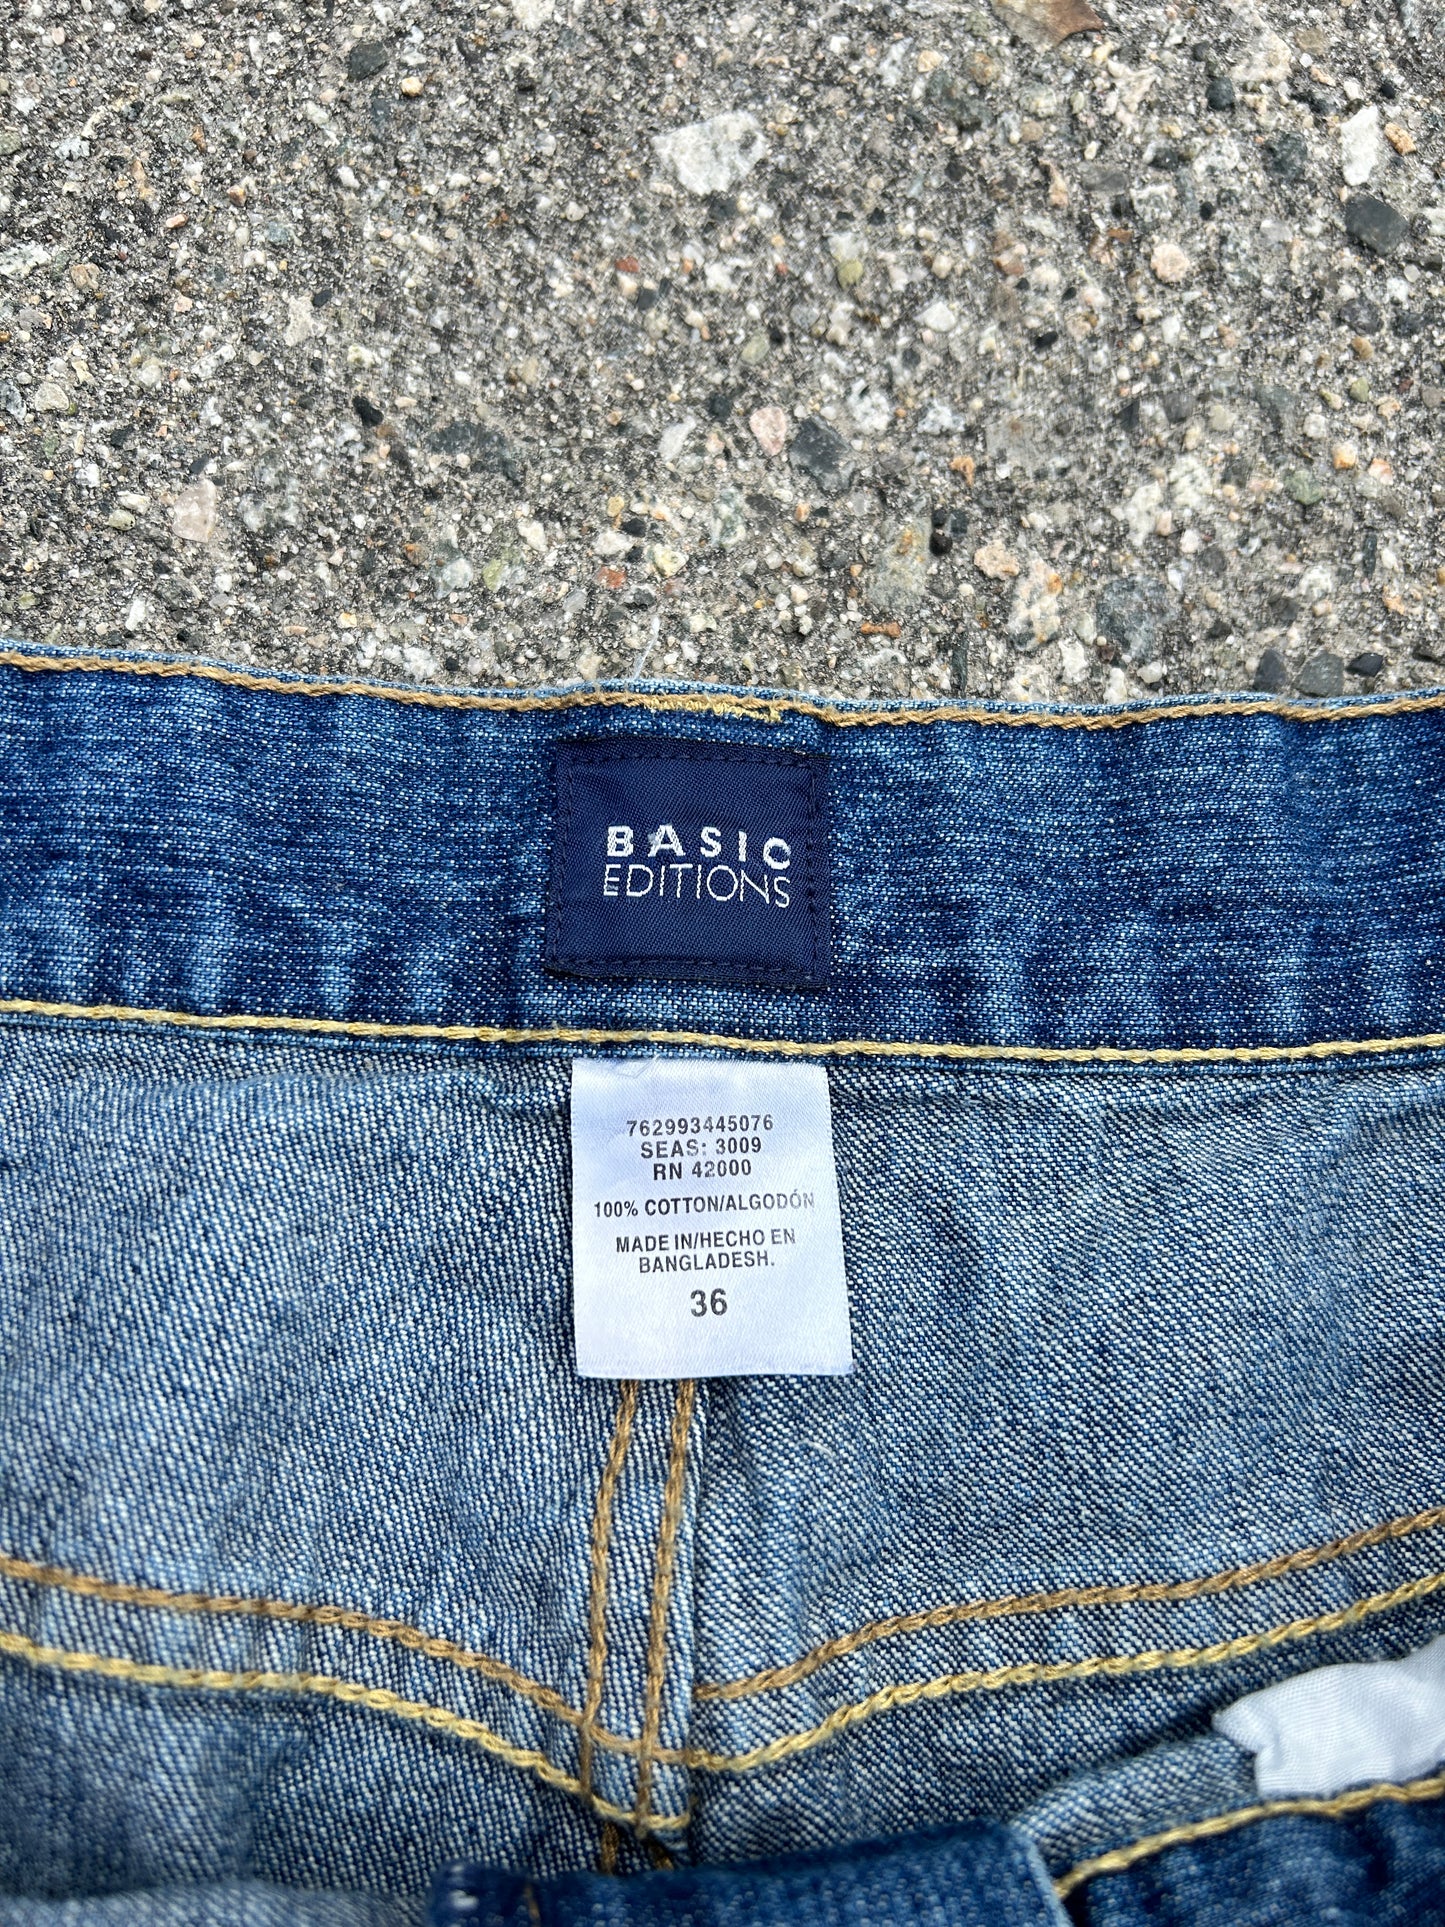 BASIC
EDITIONS
762993445076
SEAS: 3009
RN 42000
100% COTTON/ALGODÓN
MADE IN/HECHO EN
BANGLADESH.
36